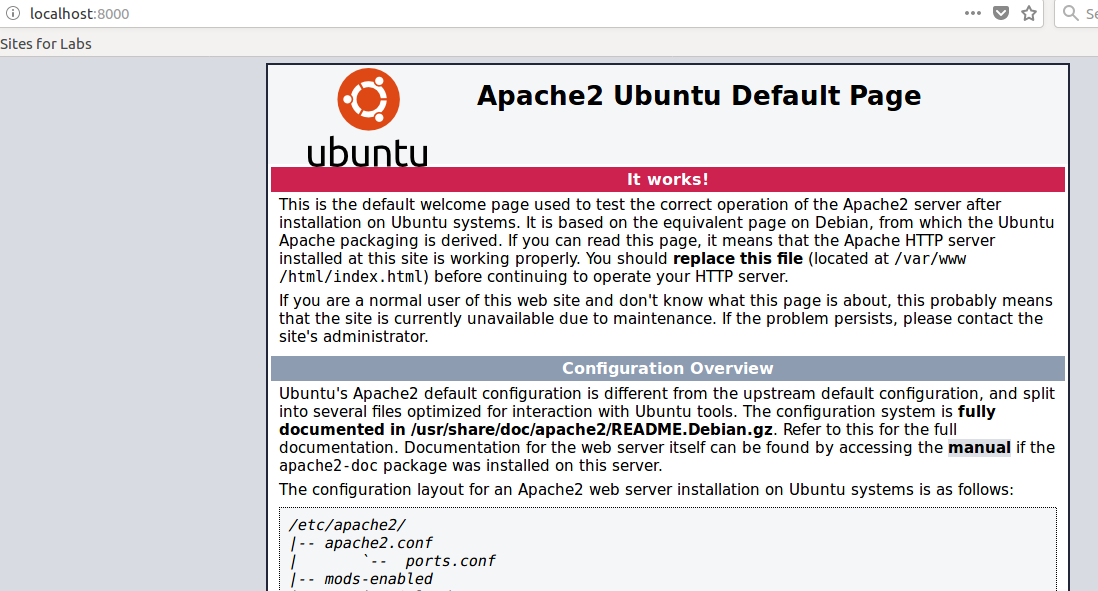 localhost:8000
Se
Sites for Labs
ubuntu
Apache2 Ubuntu Default Page
It works!
This is the default welcome page used to test the correct operation of the Apache2 server after
installation on Ubuntu systems. It is based on the equivalent page on Debian, from which the Ubuntu
Apache packaging is derived. If you can read this page, it means that the Apache HTTP server
installed at this site is working properly. You should replace this file (located at /var/www
/html/index.html) before continuing to operate your HTTP server.
If you are a normal user of this web site and don't know what this page is about, this probably means
that the site is currently unavailable due to maintenance. If the problem persists, please contact the
site's administrator.
Configuration Overview
Ubuntu's Apache2 default configuration is different from the upstream default configuration, and split
into several files optimized for interaction with Ubuntu tools. The configuration system is fully
documented in /usr/share/doc/apache2/README.Debian.gz. Refer to this for the full
documentation. Documentation for the web server itself can be found by accessing the manual if the
apache2-doc package was installed on this server.
The configuration layout for an Apache2 web server installation on Ubuntu systems is as follows:
/etc/apache2/
|-- apache2.conf
|       `--  ports.conf
|-- mods-enabled